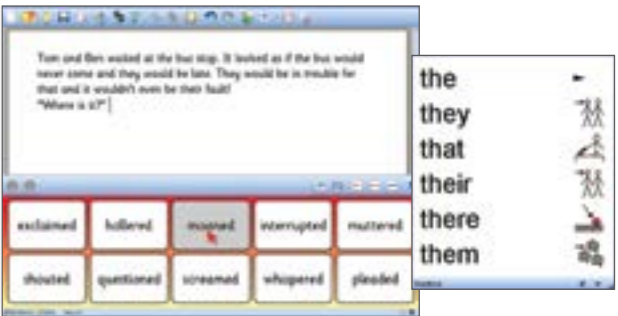 Tom and Ben waited at the bus stop. It looked as if the bus would
never come and they would be late. They would be in trouble for
that and it wouldn't even be their fault!
"Where is it?"
exclaimed hollered moaned interrupted muttered
shouted questioned screamed whispered pleaded
the
they
that
their
there
them